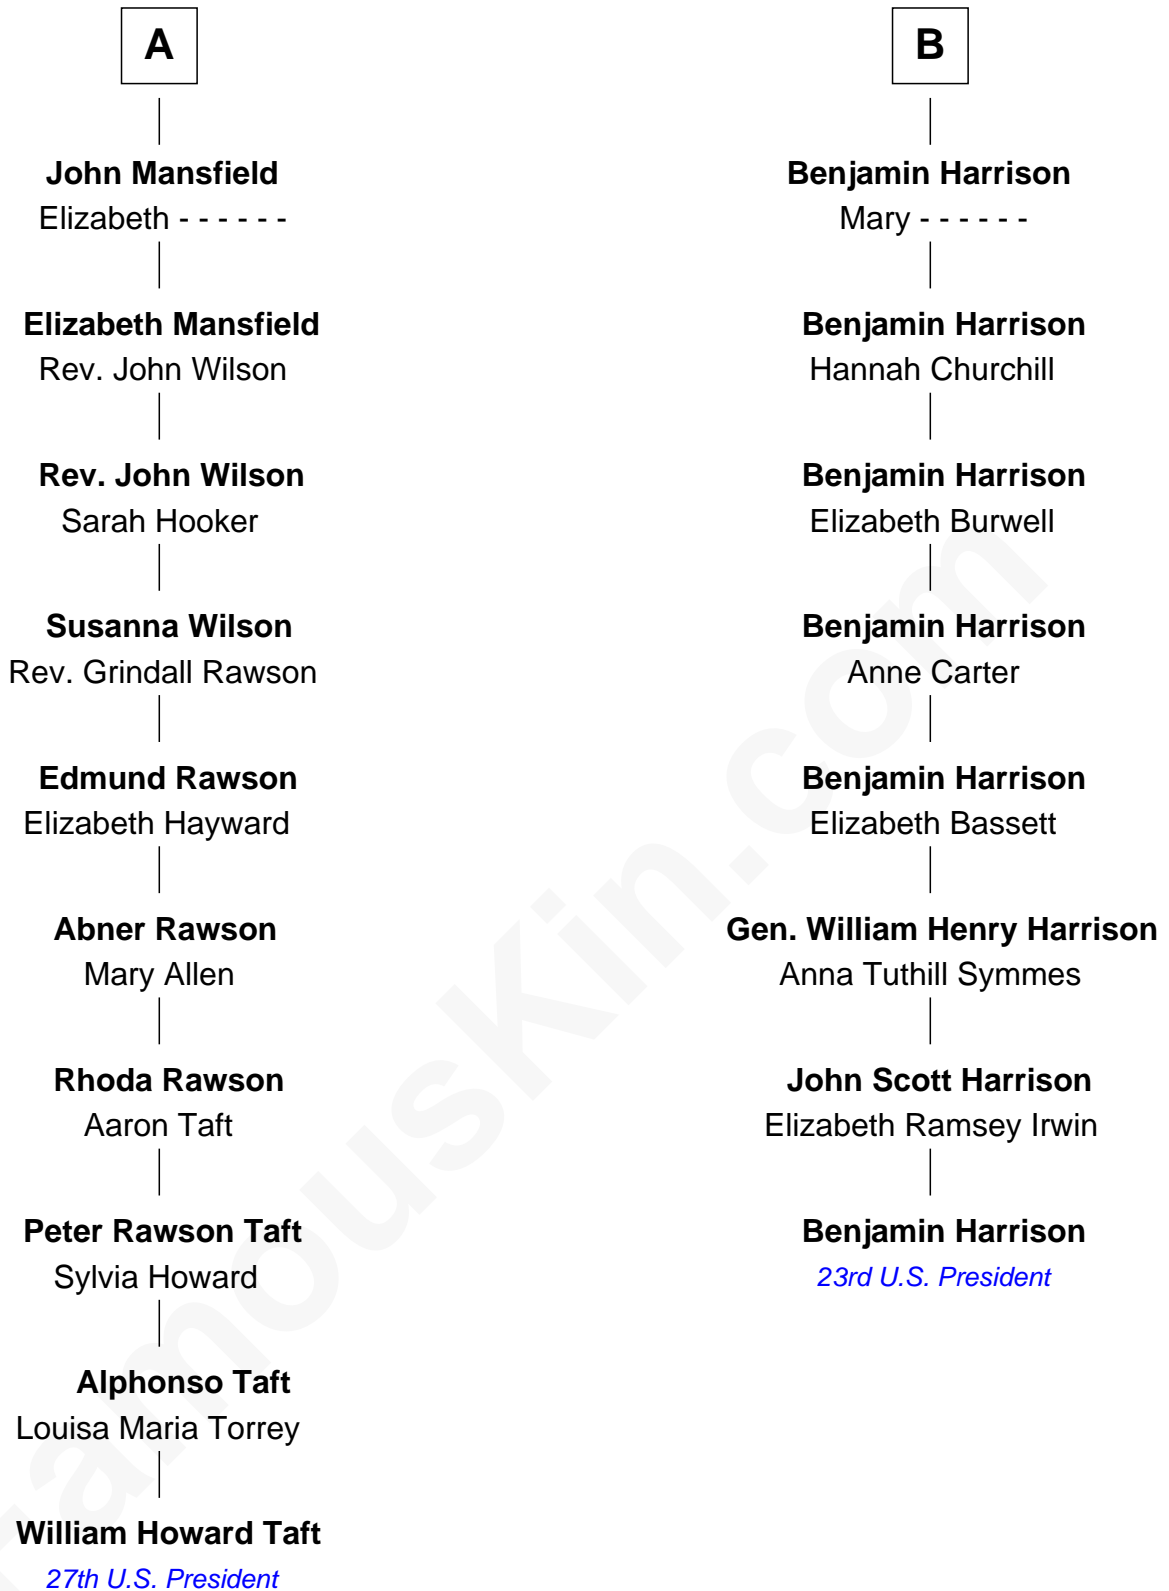 A
John Mansfield
Elizabeth - - - - - -
Elizabeth Mansfield
Rev. John Wilson
Rev. John Wilson
Sarah Hooker
Susanna Wilson
Rev. Grindall Rawson
Edmund Rawson
Elizabeth Hayward
Abner Rawson
Mary Allen
Rhoda Rawson
Aaron Taft
Peter Rawson Taft
Sylvia Howard
Alphonso Taft
Louisa Maria Torrey
William Howard Taft
27th U.S. President
B
Benjamin Harrison
Mary - - - - - -
Benjamin Harrison
Hannah Churchill
Benjamin Harrison
Elizabeth Burwell
Benjamin Harrison
Anne Carter
Benjamin Harrison
Elizabeth Bassett
Gen. William Henry Harrison
Anna Tuthill Symmes
John Scott Harrison
Elizabeth Ramsey Irwin
Benjamin Harrison
23rd U.S. President
FamousKin.com